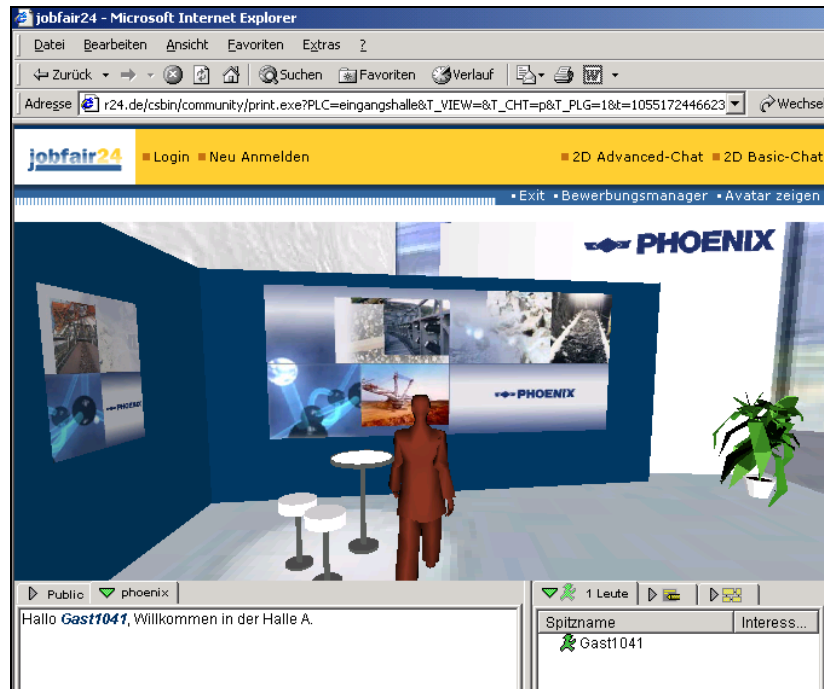 jobfair24 - Microsoft Internet Explorer
Datei Bearbeiten Ansicht Favoriten Extras ?
Zurück Suchen Favoriten Verlauf
Adresse r24.de/csbin/community/print.exe?PLC=eingangshalle&T_VIEW=&T_CHT=p&T_PLG=1&t=1055172446623 Wechse
jobfair24 Login Neu Anmelden 2D Advanced-Chat 2D Basic-Chat
Exit Bewerbungsmanager Avatar zeigen
PHOENIX
PHOENIX
PHOENIX
Public phoenix 1 Leute
Hallo Gast1041, Willkommen in der Halle A.
Spitzname Interess...
Gast1041